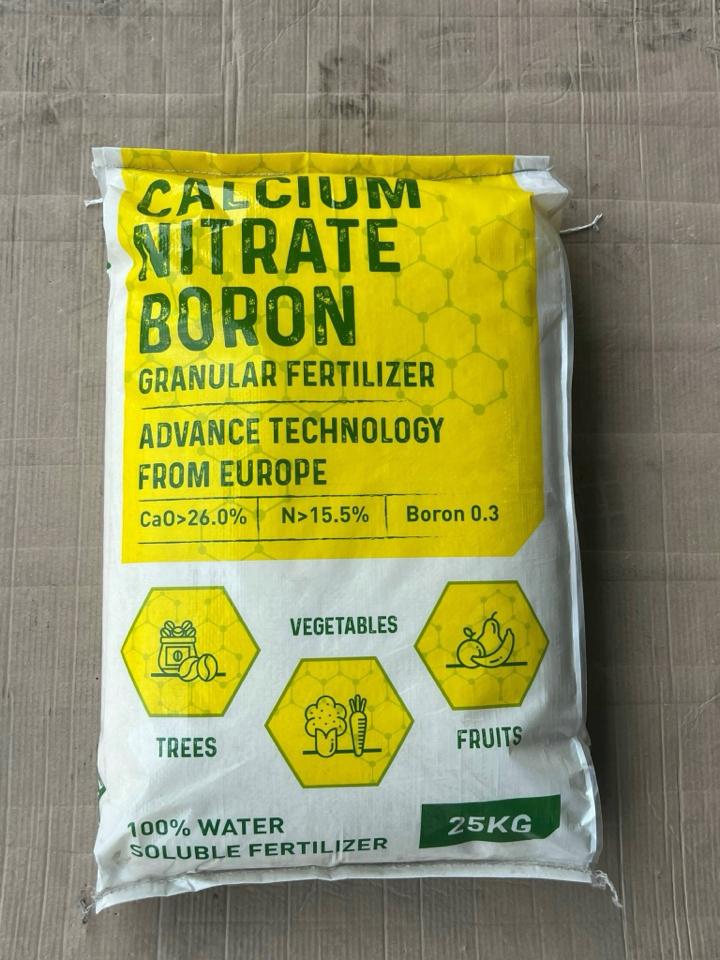 CALCIUM
NITRATE
BORON
GRANULAR FERTILIZER
ADVANCE TECHNOLOGY
FROM EUROPE
CaO>26.0% N>15.5% Boron 0.3
VEGETABLES
TREES
FRUITS
100% WATER
SOLUBLE FERTILIZER
25KG